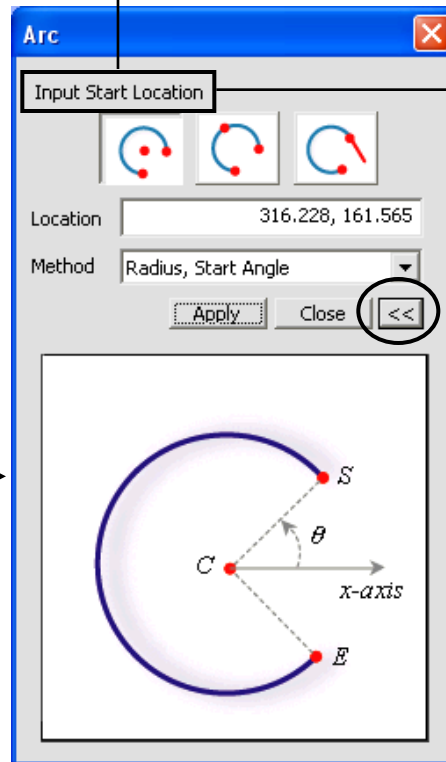 Arc
Input Start Location
Location 316.228, 161.565
Method Radius, Start Angle
Apply Close <<
S
θ
C
x-axis
E